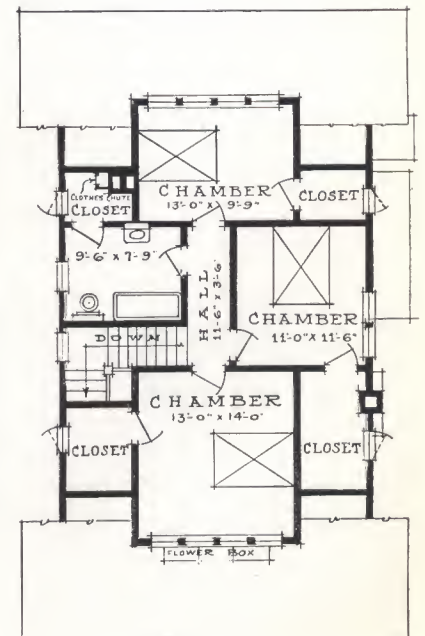 CHAMBER
13'-0" X 9'-9"
CLOSET
CLOTHES CHUTE
CLOSET
9'-6" X 7'-9"
HALL
11'-6" X 3'-6"
CHAMBER
11'-0" X 11'-6"
DOWN
CHAMBER
13'-0" X 14'-0"
CLOSET
CLOSET
FLOWER BOX